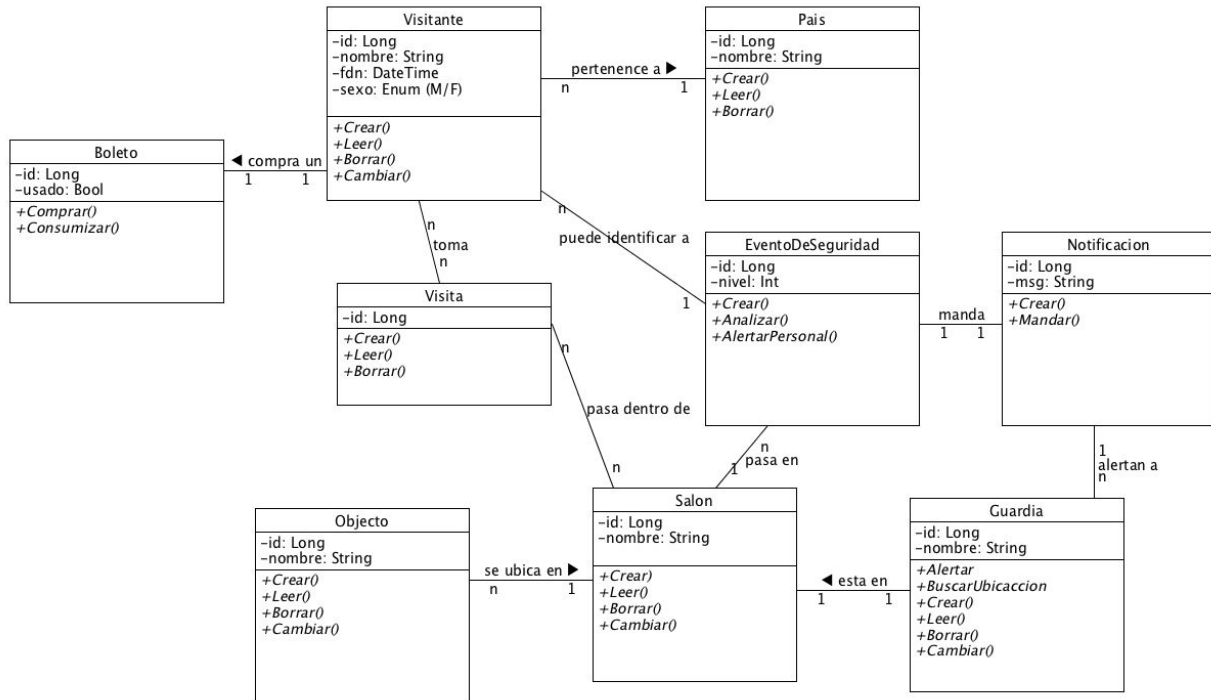 Visitante
-id: Long
-nombre: String
-fdn: DateTime
-sexo: Enum (M/F)
+Crear()
+Leer()
+Borrar()
+Cambiar()
pertenence a ▶
n
1
Pais
-id: Long
-nombre: String
+Crear()
+Leer()
+Borrar()
Boleto
-id: Long
-usado: Bool
+Comprar()
+Consumizar()
◀ compra un
1
1
n
toma
n
n
puede identificar a
1
Visita
-id: Long
+Crear()
+Leer()
+Borrar()
EventoDeSeguridad
-id: Long
-nivel: Int
+Crear()
+Analizar()
+AlertarPersonal()
manda
1
1
Notificacion
-id: Long
-msg: String
+Crear()
+Mandar()
n
pasa dentro de
n
n
1
pasa en
1
alertan a
n
Objecto
-id: Long
-nombre: String
+Crear()
+Leer()
+Borrar()
+Cambiar()
se ubica en ▶
n
1
Salon
-id: Long
-nombre: String
+Crear)
+Leer()
+Borrar()
+Cambiar()
◀ esta en
1
1
Guardia
-id: Long
-nombre: String
+Alertar
+BuscarUbicaccion
+Crear()
+Leer()
+Borrar()
+Cambiar()